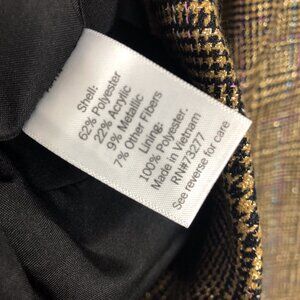 Shell:
62% Polyester
22% Acrylic
9% Metallic
7% Other Fibers
Lining:
100% Polyester.
Made in Vietnam
RN#73277
See reverse for care